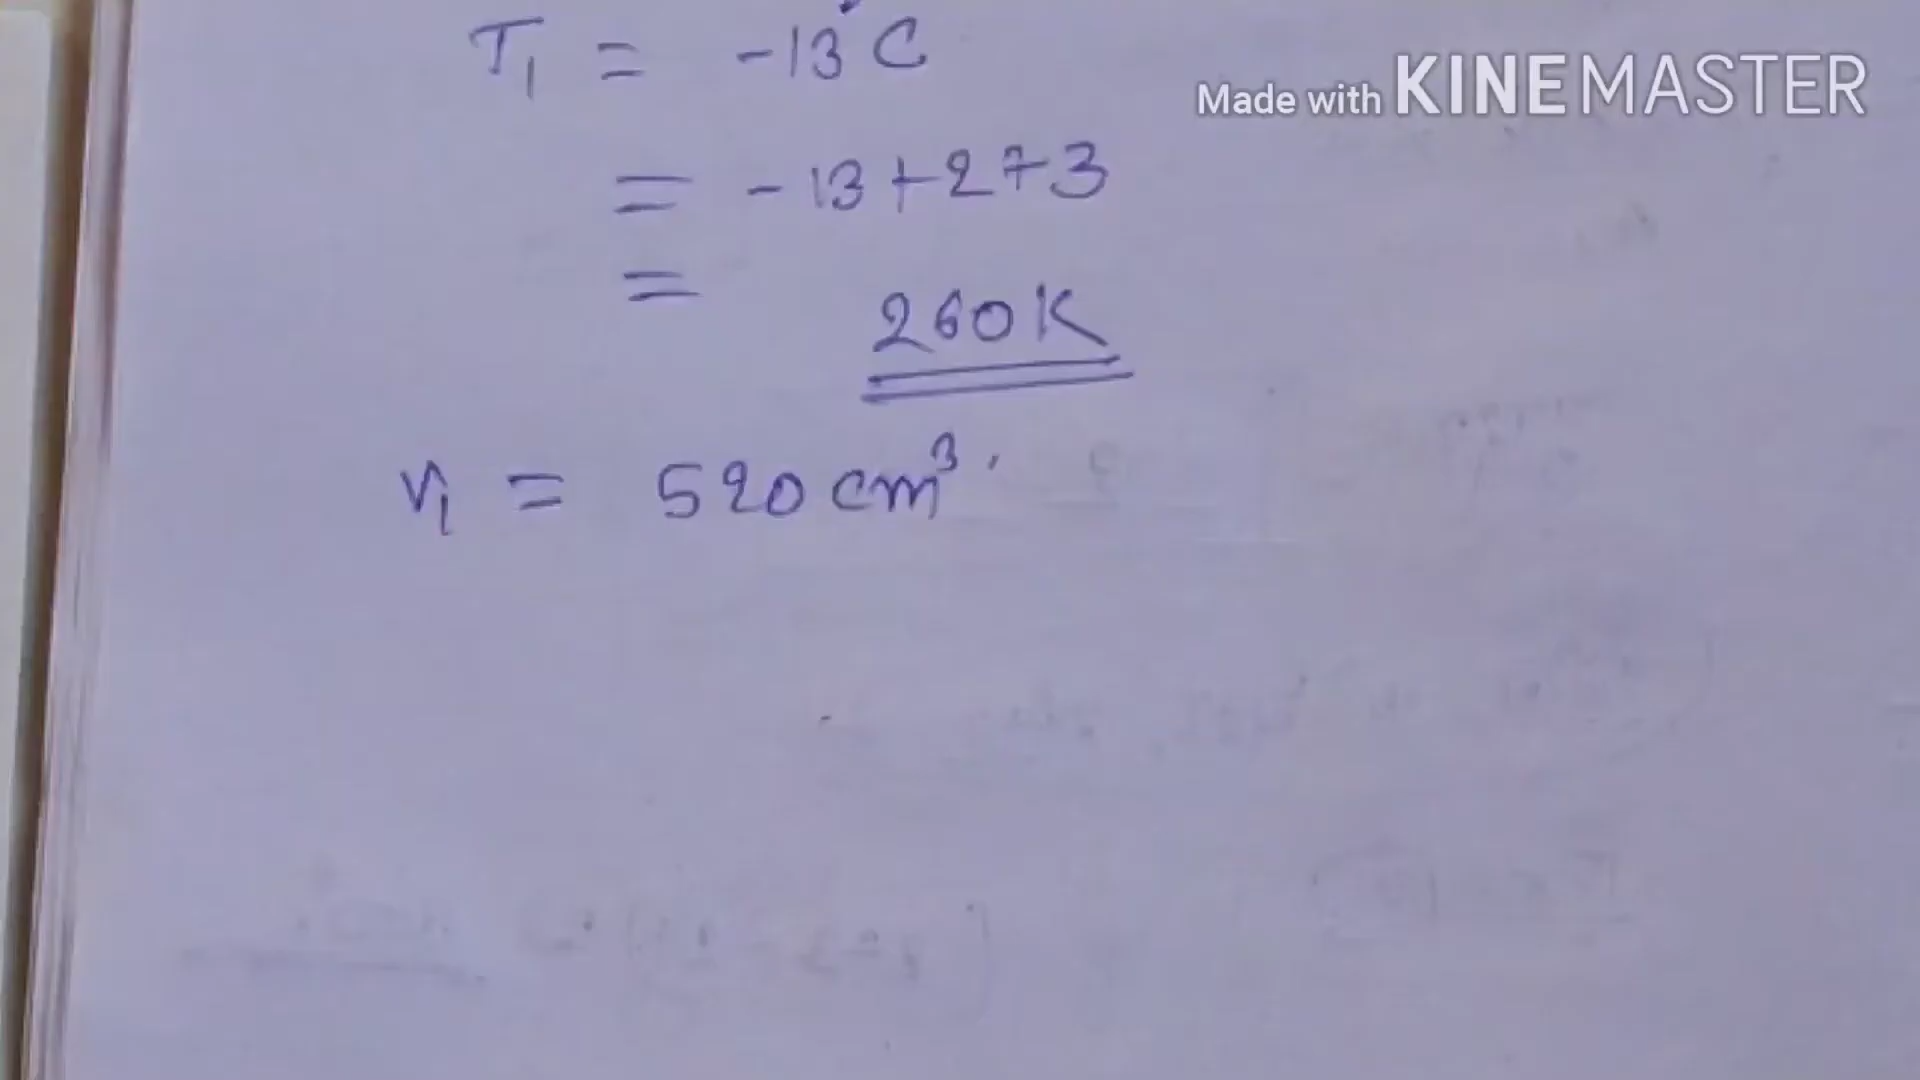 T₁ = -13°C
Made with KINEMASTER
= -13+273
= 260K
V₁ = 520 cm³.